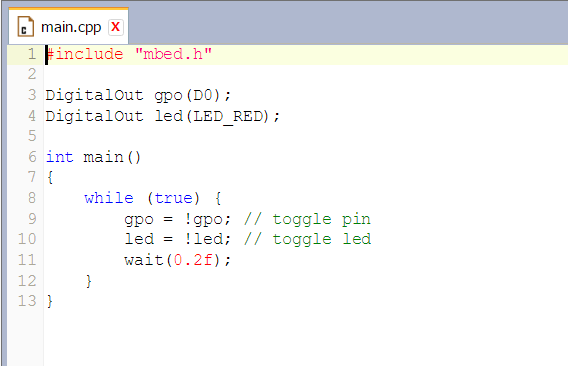 main.cpp X
1 #include "mbed.h"
2
3 DigitalOut gpo(D0);
4 DigitalOut led(LED_RED);
5
6 int main()
7 {
8     while (true) {
9         gpo = !gpo; // toggle pin
10         led = !led; // toggle led
11         wait(0.2f);
12     }
13 }